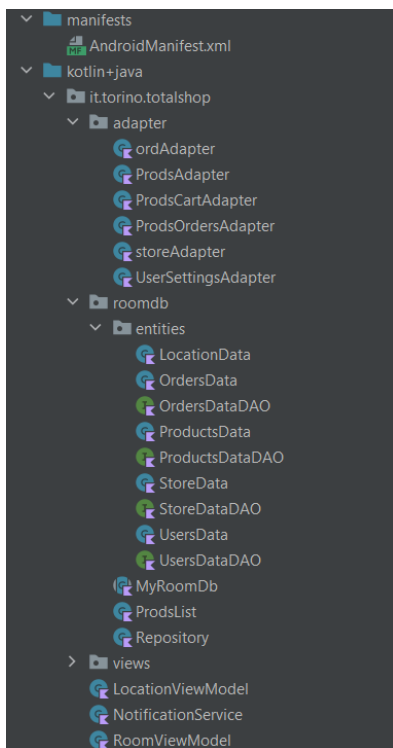 manifests
AndroidManifest.xml
kotlin+java
it.torino.totalshop
adapter
ordAdapter
ProdsAdapter
ProdsCartAdapter
ProdsOrdersAdapter
storeAdapter
UserSettingsAdapter
roomdb
entities
LocationData
OrdersData
OrdersDataDAO
ProductsData
ProductsDataDAO
StoreData
StoreDataDAO
UsersData
UsersDataDAO
MyRoomDb
ProdsList
Repository
views
LocationViewModel
NotificationService
RoomViewModel